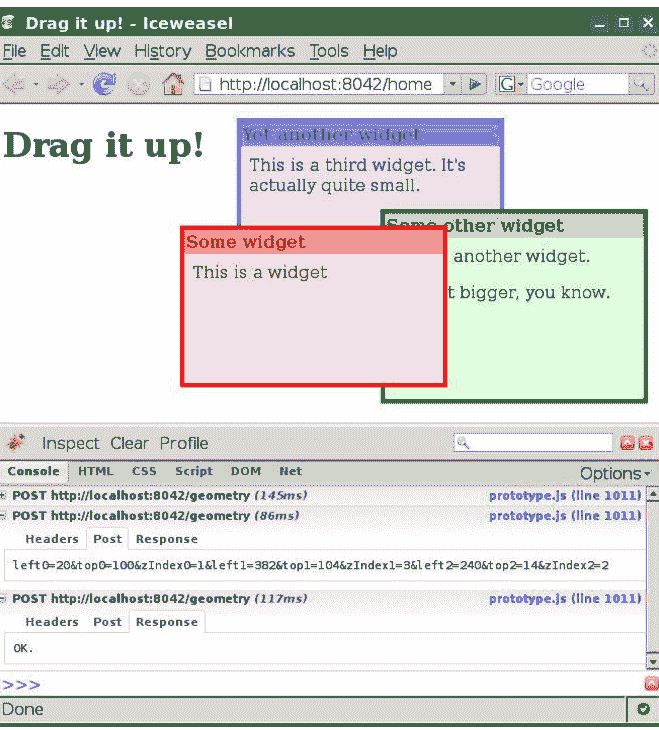 Drag it up! - Iceweasel
File Edit View History Bookmarks Tools Help
http://localhost:8042/home
G Google
Drag it up!
Yet another widget
This is a third widget. It's
actually quite small.
Some other widget
another widget.
t bigger, you know.
Some widget
This is a widget
Inspect Clear Profile
Console HTML CSS Script DOM Net
Options
POST http://localhost:8042/geometry (145ms) prototype.js (line 1011)
POST http://localhost:8042/geometry (86ms) prototype.js (line 1011)
Headers Post Response
left0=20&top0=100&zIndex0=1&left1=382&top1=104&zIndex1=3&left2=240&top2=14&zIndex2=2
POST http://localhost:8042/geometry (117ms) prototype.js (line 1011)
Headers Post Response
OK.
>>>
Done